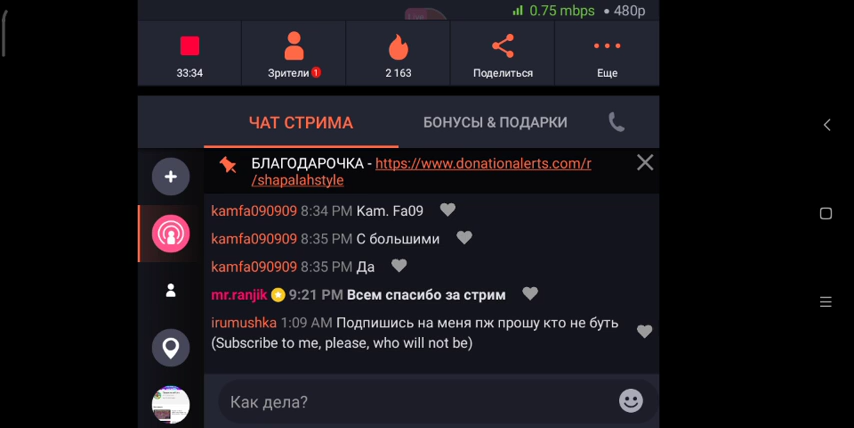 0.75 mbps • 480p
33:34
Зрители 1
2 163
Поделиться
Еще
ЧАТ СТРИМА
БОНУСЫ & ПОДАРКИ
БЛАГОДАРОЧКА - https://www.donationalerts.com/r
/shapalahstyle
kamfa090909 8:34 PM Kam. Fa09
kamfa090909 8:35 PM С большими
kamfa090909 8:35 PM Да
mr.ranjik 9:21 PM Всем спасибо за стрим
irumushka 1:09 AM Подпишись на меня пж прошу кто не буть
(Subscribe to me, please, who will not be)
Как дела?